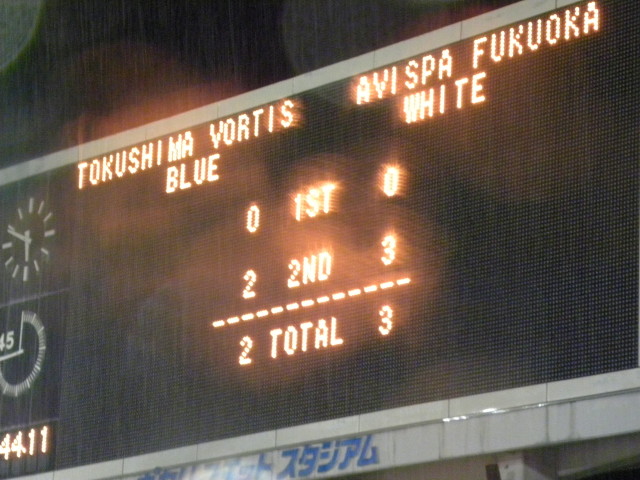 TOKUSHIMA VORTIS
BLUE
AVISPA FUKUOKA
WHITE
0 1ST 0
2 2ND 3
2 TOTAL 3
45
44.11
スタジアム